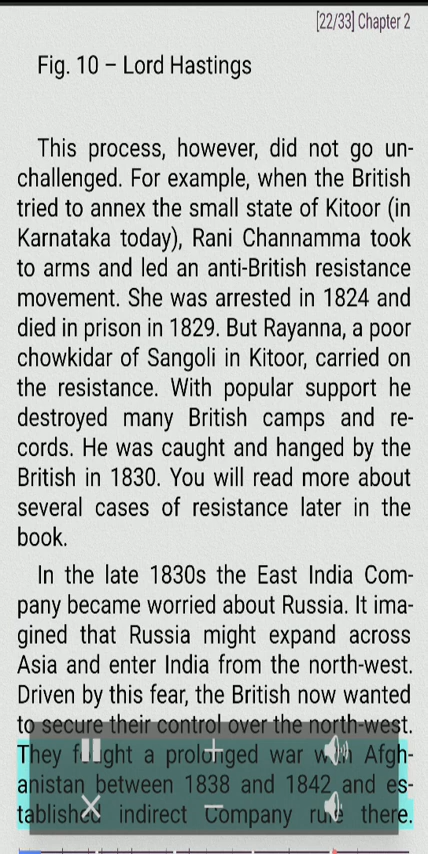 [22/33] Chapter 2
Fig. 10 – Lord Hastings
This process, however, did not go un-
challenged. For example, when the British
tried to annex the small state of Kitoor (in
Karnataka today), Rani Channamma took
to arms and led an anti-British resistance
movement. She was arrested in 1824 and
died in prison in 1829. But Rayanna, a poor
chowkidar of Sangoli in Kitoor, carried on
the resistance. With popular support he
destroyed many British camps and re-
cords. He was caught and hanged by the
British in 1830. You will read more about
several cases of resistance later in the
book.
In the late 1830s the East India Com-
pany became worried about Russia. It ima-
gined that Russia might expand across
Asia and enter India from the north-west.
Driven by this fear, the British now wanted
to secure their control over the north-west.
They fought a prolonged war with Afgh-
anistan between 1838 and 1842 and es-
tablished indirect Company rule there.